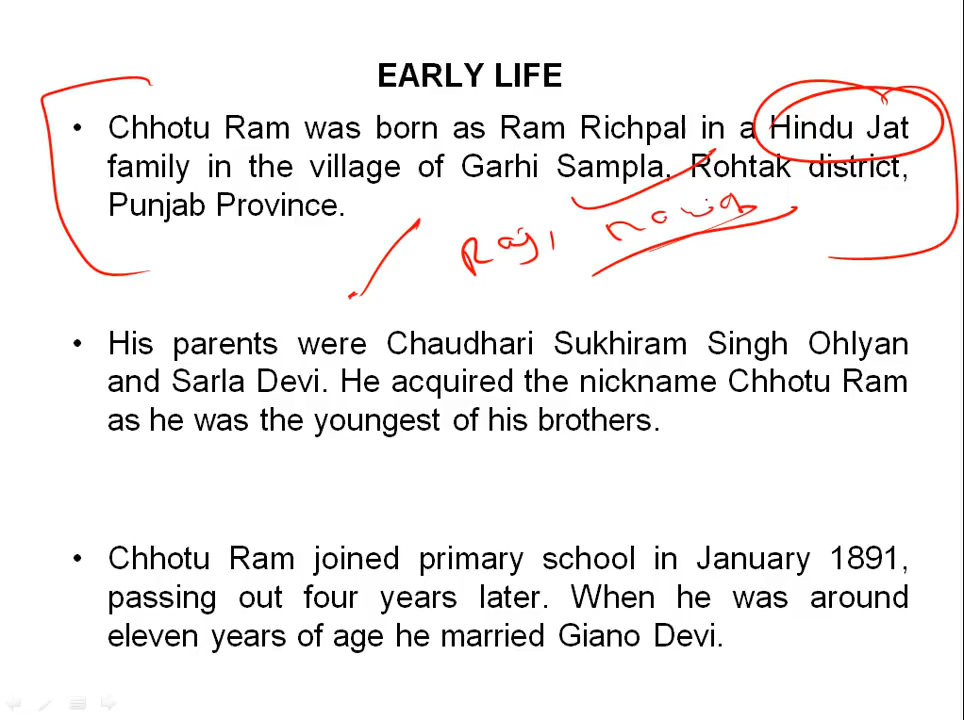 EARLY LIFE
• Chhotu Ram was born as Ram Richpal in a Hindu Jat
family in the village of Garhi Sampla, Rohtak district,
Punjab Province.
• His parents were Chaudhari Sukhiram Singh Ohlyan
and Sarla Devi. He acquired the nickname Chhotu Ram
as he was the youngest of his brothers.
• Chhotu Ram joined primary school in January 1891,
passing out four years later. When he was around
eleven years of age he married Giano Devi.